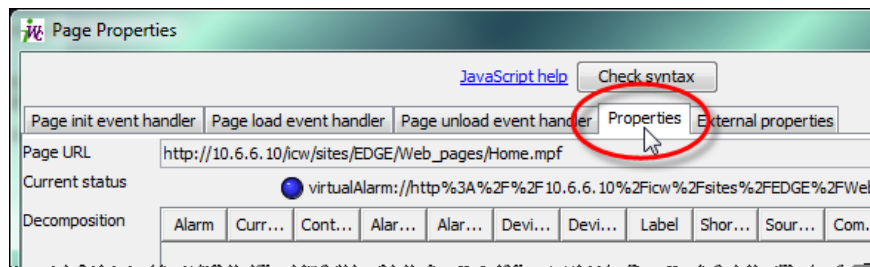 Page Properties
JavaScript help Check syntax
Page init event handler Page load event handler Page unload event handler Properties External properties
Page URL http://10.6.6.10/icw/sites/EDGE/Web_pages/Home.mpf
Current status virtualAlarm://http%3A%2F%2F10.6.6.10%2Ficw%2Fsites%2FEDGE%2FWel
Decomposition Alarm Curr... Cont... Alar... Alar... Devi... Devi... Label Shor... Sour... Com.